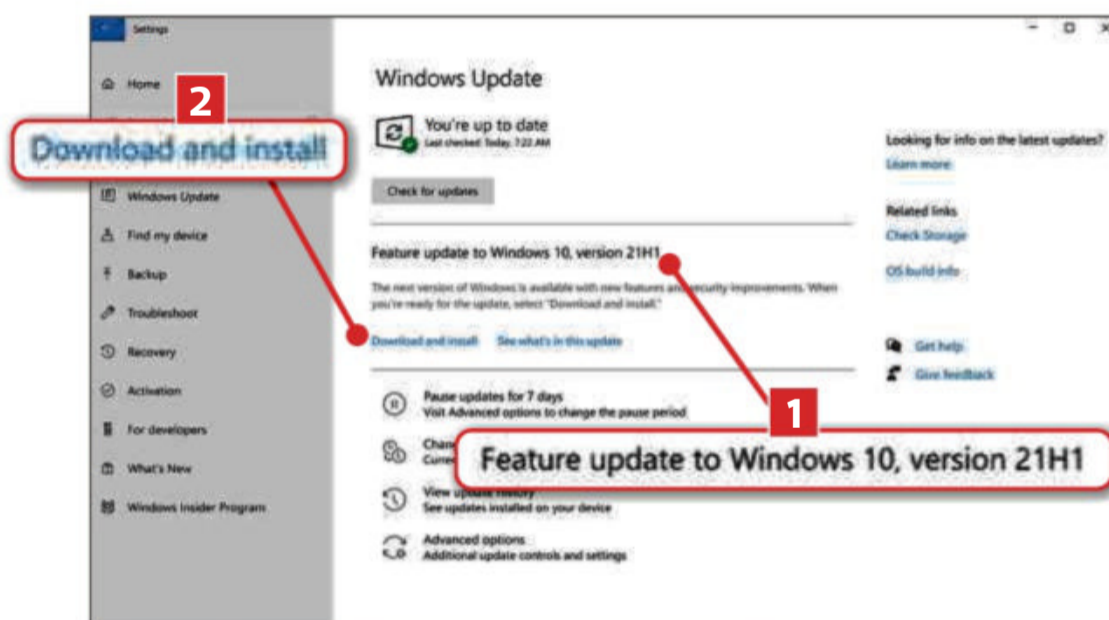 Settings
Home
2
Download and install
Windows Update
Find my device
Backup
Troubleshoot
Recovery
Activation
For developers
What's New
Windows Insider Program
Windows Update
You're up to date
Last checked: Today, 7:22 AM
Check for updates
Feature update to Windows 10, version 21H1
The next version of Windows is available with new features and security improvements. When
you're ready for the update, select "Download and install."
Download and install See what's in this update
Pause updates for 7 days
Visit Advanced options to change the pause period
1
Feature update to Windows 10, version 21H1
View update history
See updates installed on your device
Advanced options
Additional update controls and settings
Looking for info on the latest updates?
Learn more
Related links
Check Storage
OS build info
Get help
Give feedback